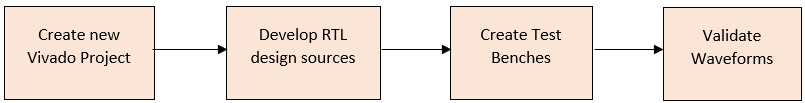 Create new
Vivado Project
Develop RTL
design sources
Create Test
Benches
Validate
Waveforms